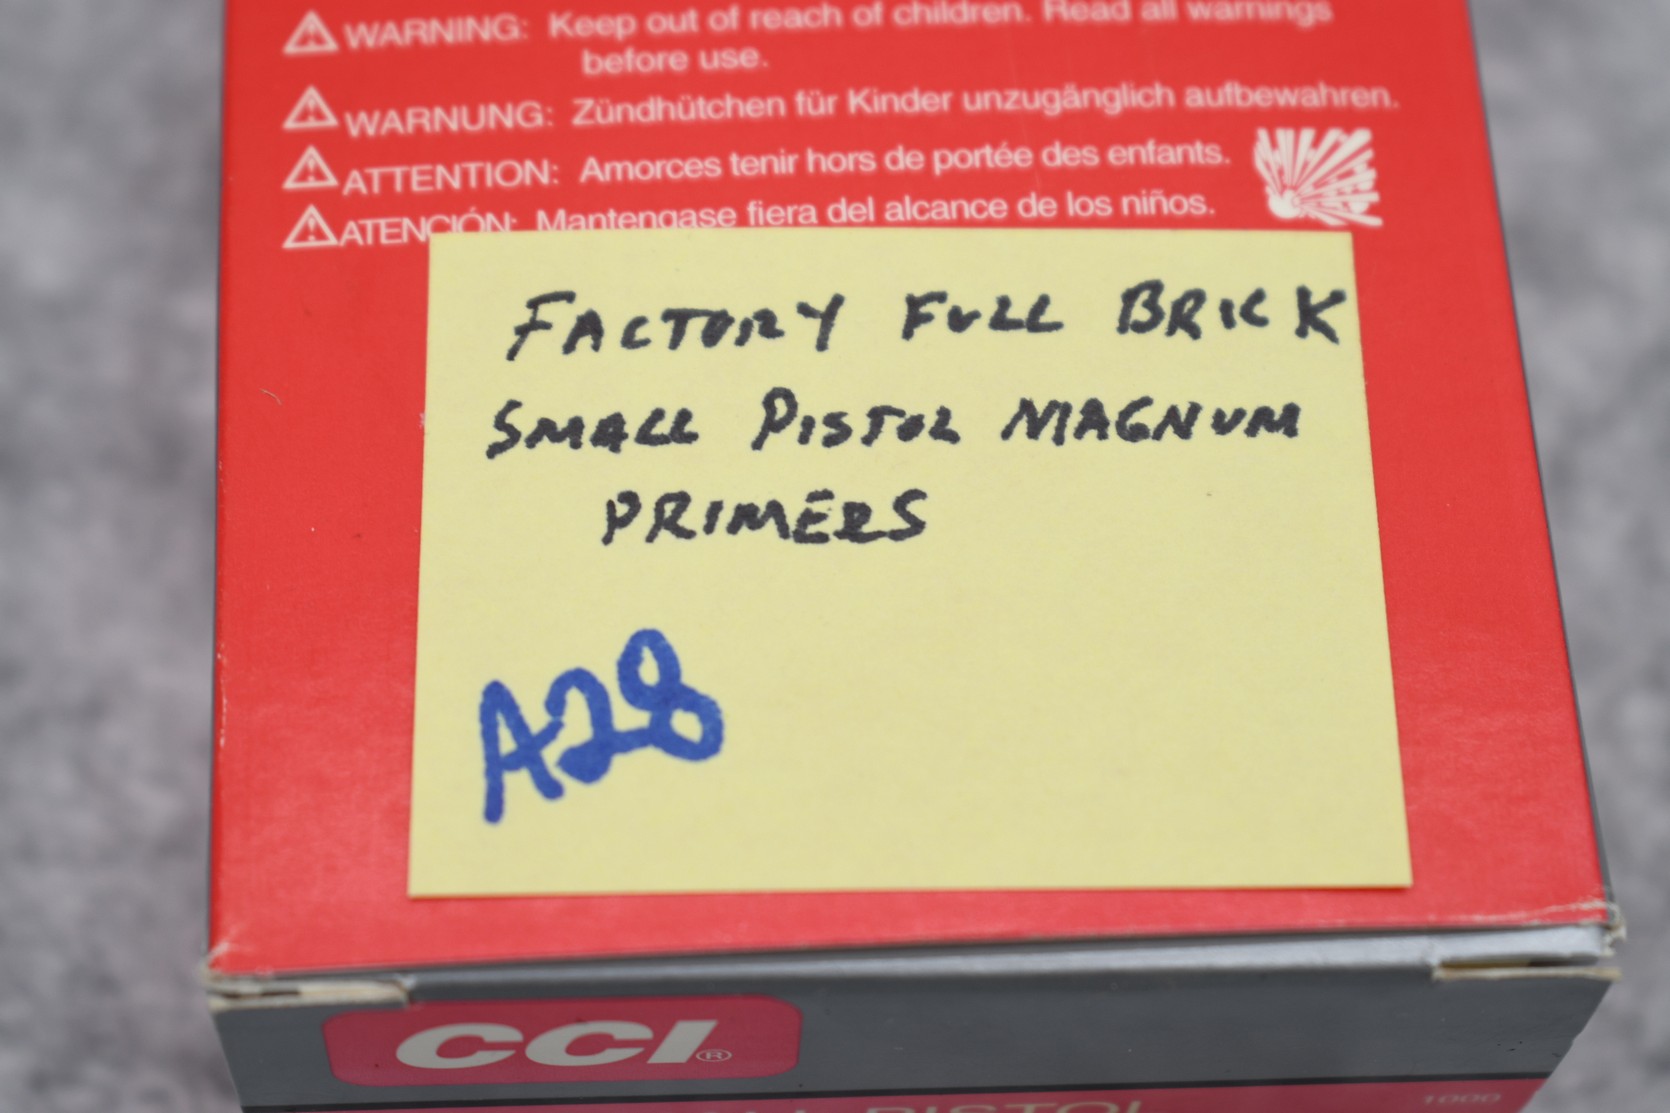 WARNING: Keep out of reach of children. Read all warnings
before use.
WARNUNG: Zündhütchen für Kinder unzugänglich aufbewahren.
ATTENTION: Amorces tenir hors de portée des enfants.
ATENCIÓN: Mantengase fiera del alcance de los niños.
FACTORY FULL BRICK
SMALL PISTOL MAGNUM
PRIMERS
A28
CCI®
PISTOL 1000